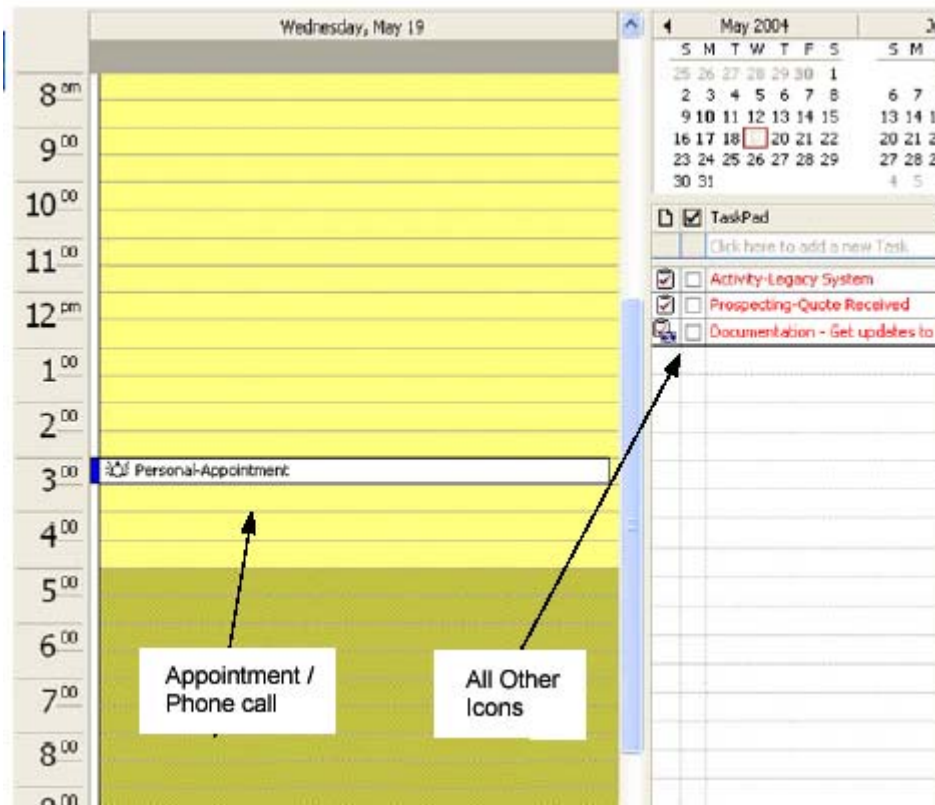 Wednesday, May 19
8 am
9 00
10 00
11 00
12 pm
1 00
2 00
3 00
Personal-Appointment
4 00
5 00
6 00
7 00
8 00
Appointment /
Phone call
All Other
Icons
May 2004
S M T W T F S S M
25 26 27 28 29 30 1
2 3 4 5 6 7 8 6 7
9 10 11 12 13 14 15 13 14
16 17 18 20 21 22 20 21
23 24 25 26 27 28 29 27 28
30 31 4 5
TaskPad
Click here to add a new Task
Activity-Legacy System
Prospecting-Quote Received
Documentation - Get updates to